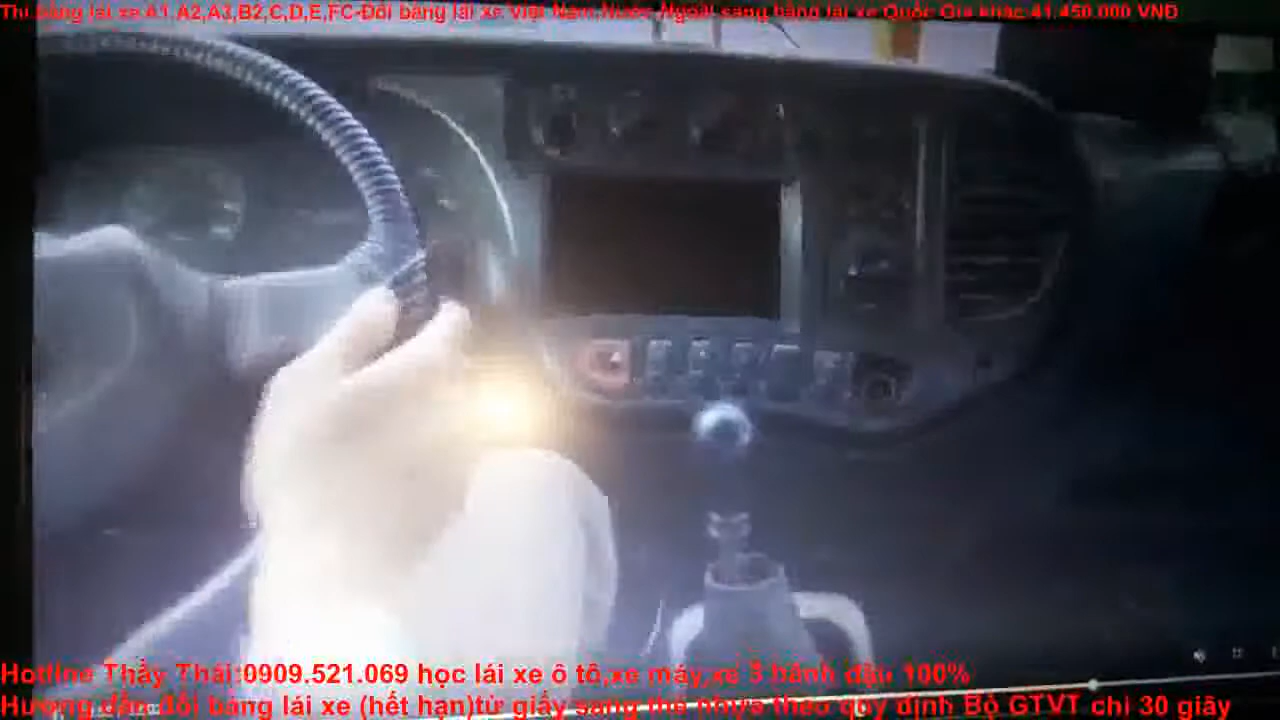 Thi bằng lái xe A1,A2,A3,B2,C,D,E,FC-Đổi bằng lái xe Việt Nam,Nước Ngoài sang bằng lái xe Quốc Gia khác 41.450.000 VNĐ
Hotline Thầy Thái:0909.521.069 học lái xe ô tô,xe máy,xe 3 bánh đậu 100%
Hướng dẫn đổi bằng lái xe (hết hạn)từ giấy sang thẻ nhựa theo quy định Bộ GTVT chỉ 30 giây